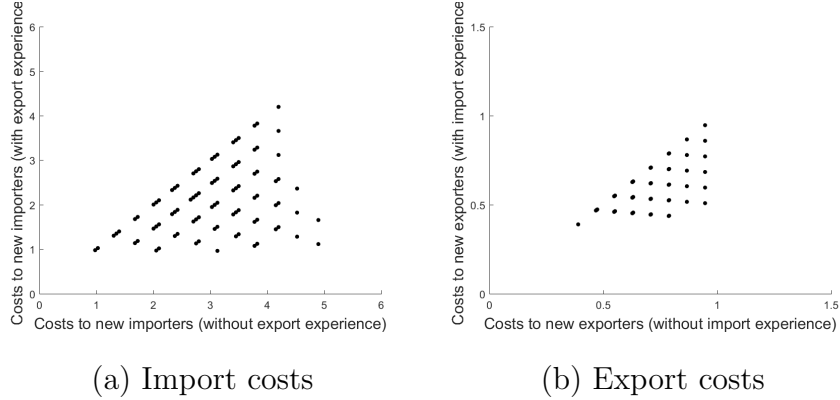 Costs to new importers (with export experience
6
5
4
3
2
1
0
0 1 2 3 4 5 6
Costs to new importers (without export experience)
(a) Import costs
Costs to new exporters (with import experience
1.5
1
0.5
0
0 0.5 1 1.5
Costs to new exporters (without import experience)
(b) Export costs